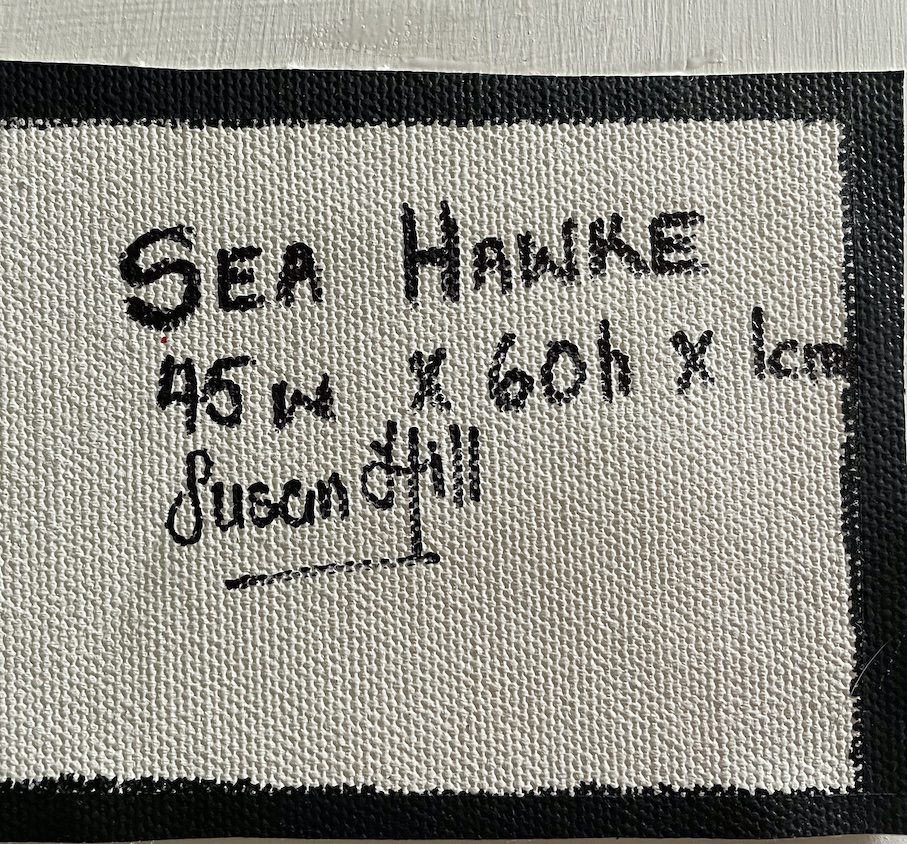 SEA HAWKE
45w x 60h x 1cm
Susan Hill